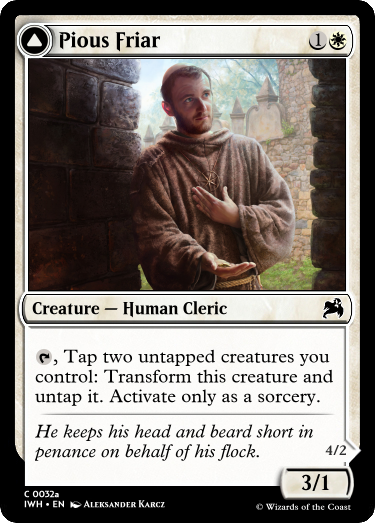 Pious Friar 1
Creature — Human Cleric
, Tap two untapped creatures you
control: Transform this creature and
untap it. Activate only as a sorcery.
He keeps his head and beard short in
penance on behalf of his flock.
4/2
3/1
C 0032a
IWH • EN Aleksander Karcz
© Wizards of the Coast